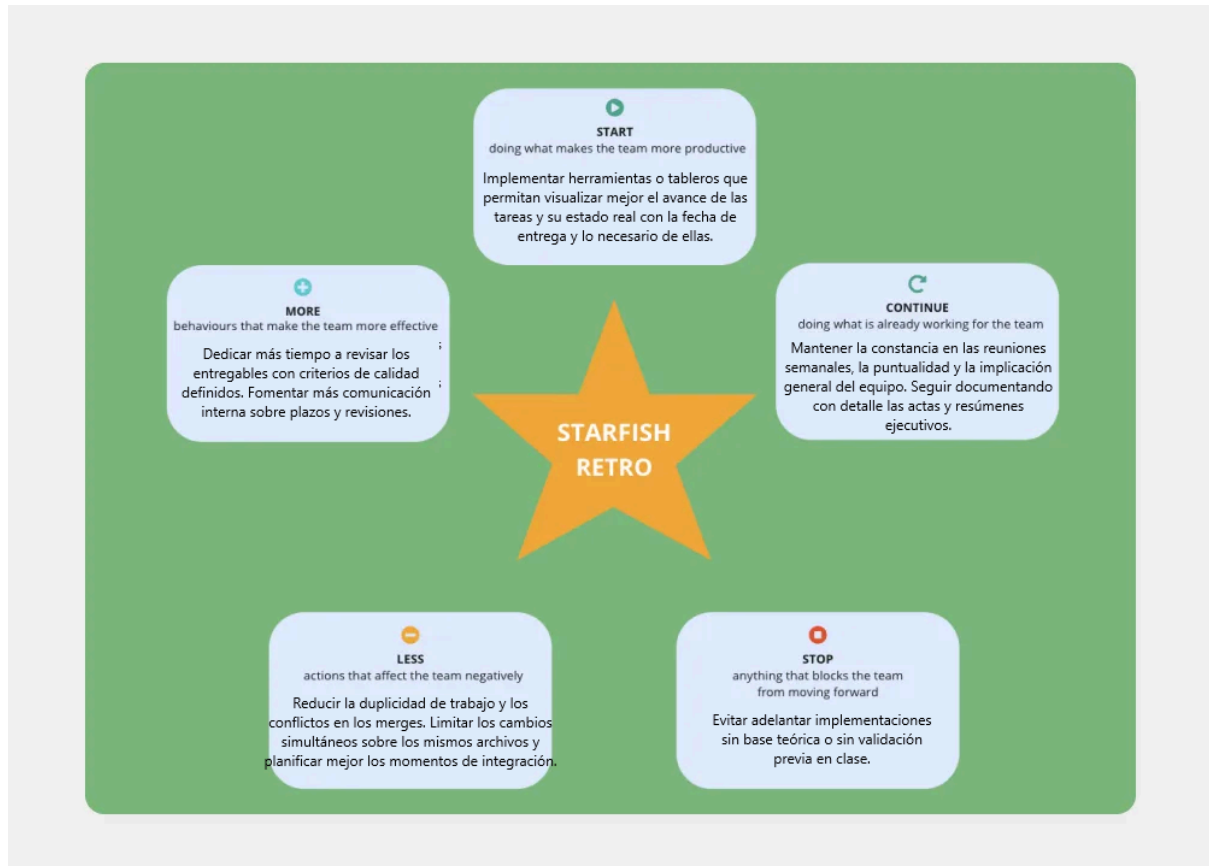 START
doing what makes the team more productive
Implementar herramientas o tableros que
permitan visualizar mejor el avance de las
tareas y su estado real con la fecha de
entrega y lo necesario de ellas.
MORE
behaviours that make the team more effective
Dedicar más tiempo a revisar los
entregables con criterios de calidad
definidos. Fomentar más comunicación
interna sobre plazos y revisiones.
CONTINUE
doing what is already working for the team
Mantener la constancia en las reuniones
semanales, la puntualidad y la implicación
general del equipo. Seguir documentando
con detalle las actas y resúmenes
ejecutivos.
STARFISH
RETRO
LESS
actions that affect the team negatively
Reducir la duplicidad de trabajo y los
conflictos en los merges. Limitar los cambios
simultáneos sobre los mismos archivos y
planificar mejor los momentos de integración.
STOP
anything that blocks the team
from moving forward
Evitar adelantar implementaciones
sin base teórica o sin validación
previa en clase.